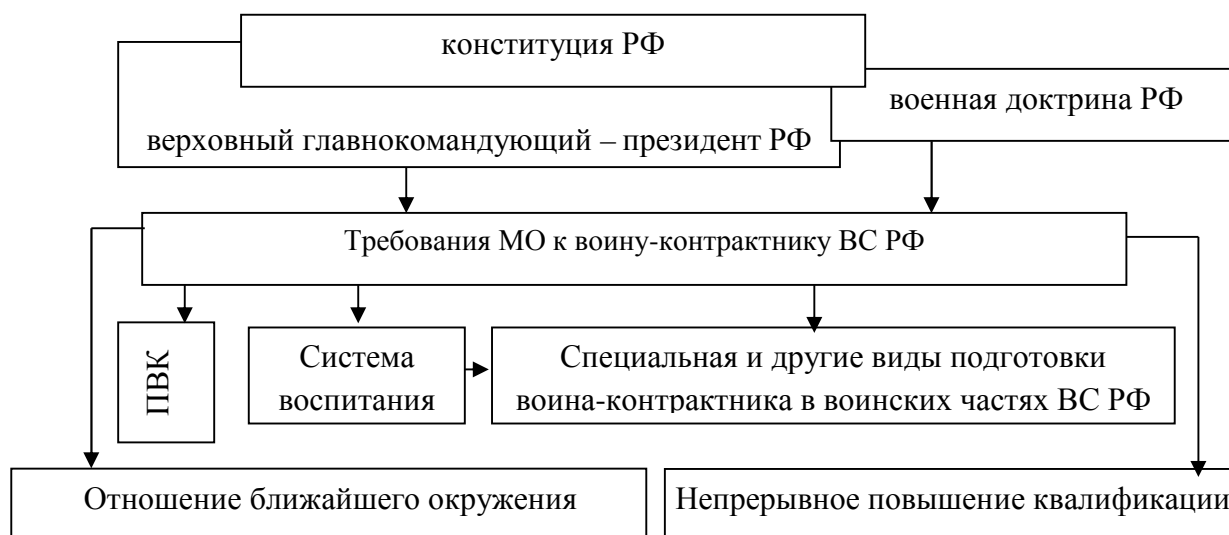 конституция РФ
военная доктрина РФ
верховный главнокомандующий – президент РФ
Требования МО к воину-контрактнику ВС РФ
ПВК
Система
воспитания
Специальная и другие виды подготовки
воина-контрактника в воинских частях ВС РФ
Отношение ближайшего окружения
Непрерывное повышение квалификации